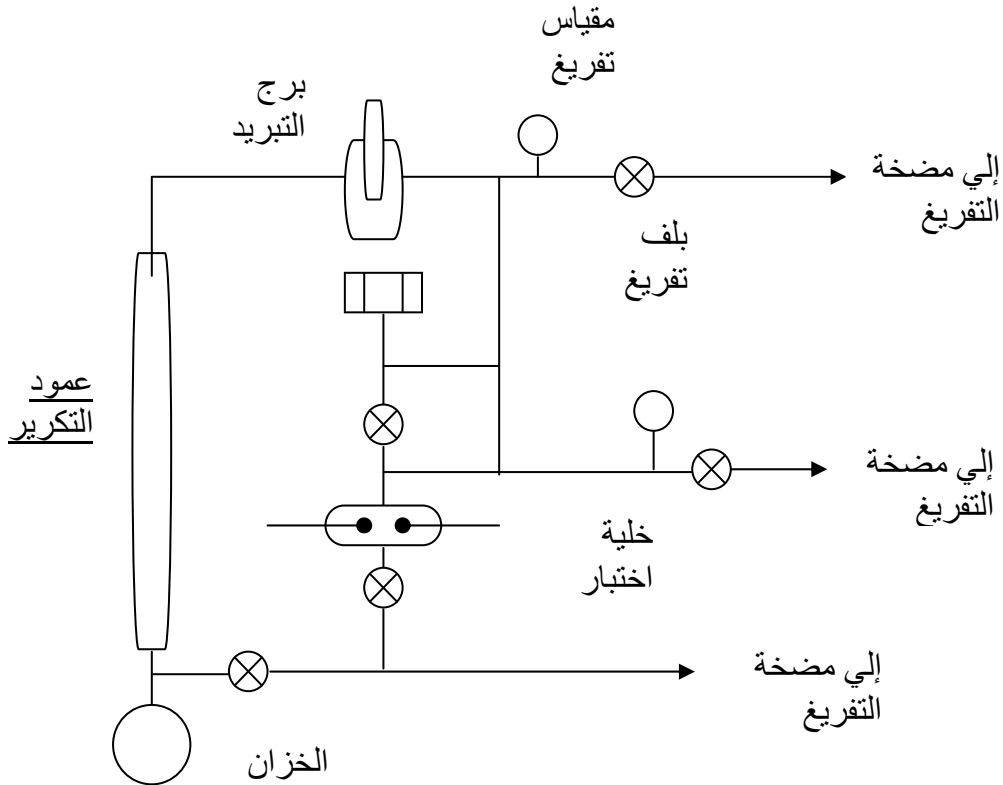 مقياس
تفريغ
برج
التبريد
إلي مضخة
التفريغ
بلف
تفريغ
عمود
التكرير
إلي مضخة
التفريغ
خلية
اختبار
إلي مضخة
التفريغ
الخزان